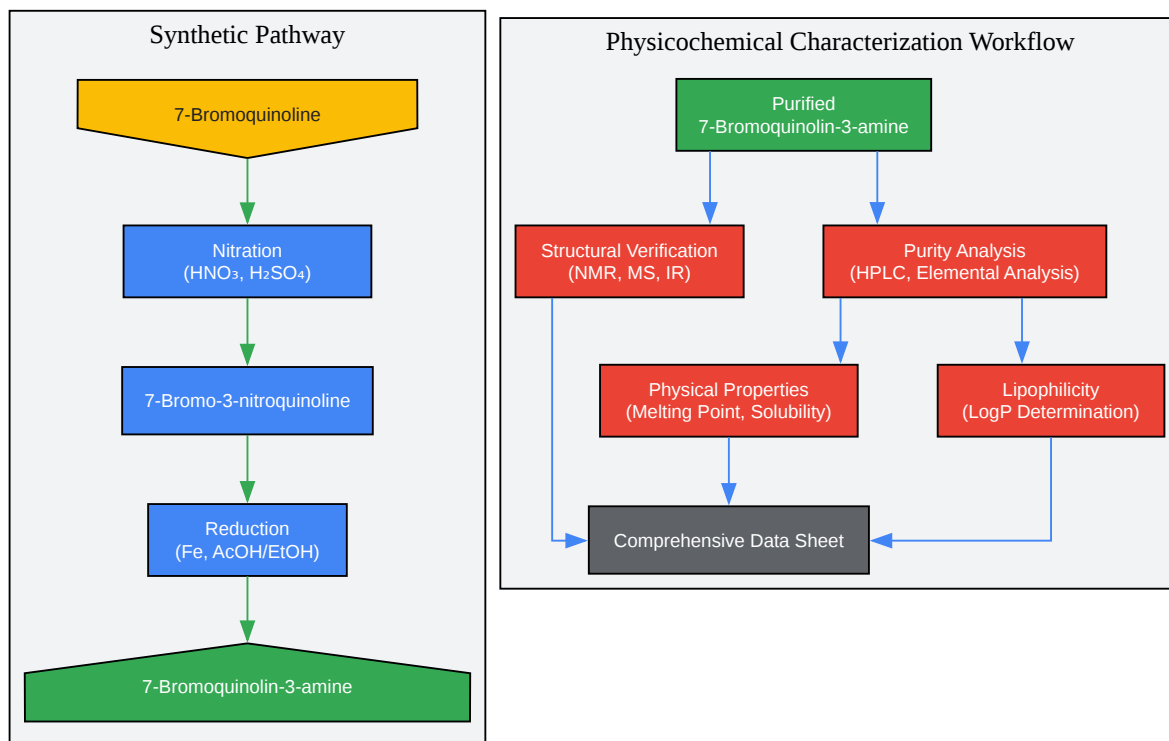 Synthetic Pathway
7-Bromoquinoline
Nitration
(HNO₃, H₂SO₄)
7-Bromo-3-nitroquinoline
Reduction
(Fe, AcOH/EtOH)
7-Bromoquinolin-3-amine
Physicochemical Characterization Workflow
Purified
7-Bromoquinolin-3-amine
Structural Verification
(NMR, MS, IR)
Purity Analysis
(HPLC, Elemental Analysis)
Physical Properties
(Melting Point, Solubility)
Lipophilicity
(LogP Determination)
Comprehensive Data Sheet